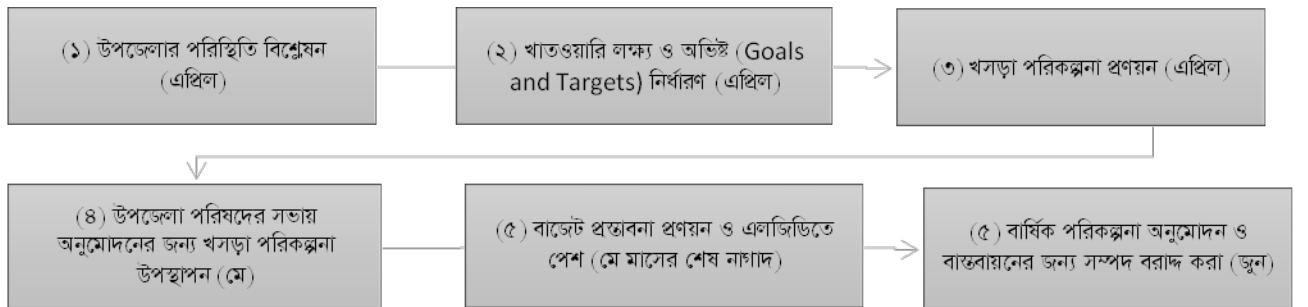 (১) উপজেলার পরিস্থিতি বিশ্লেষন
(এপ্রিল)
(২) খাতওয়ারি লক্ষ্য ও অভিষ্ট (Goals
and Targets) নির্ধারণ (এপ্রিল)
(৩) খসড়া পরিকল্পনা প্রণয়ন (এপ্রিল)
(৪) উপজেলা পরিষদের সভায়
অনুমোদনের জন্য খসড়া পরিকল্পনা
উপস্থাপন (মে)
(৫) বাজেট প্রস্তাবনা প্রণয়ন ও এলজিডিতে
পেশ (মে মাসের শেষ নাগাদ)
(৫) বার্ষিক পরিকল্পনা অনুমোদন ও
বাস্তবায়নের জন্য সম্পদ বরাদ্দ করা (জুন)